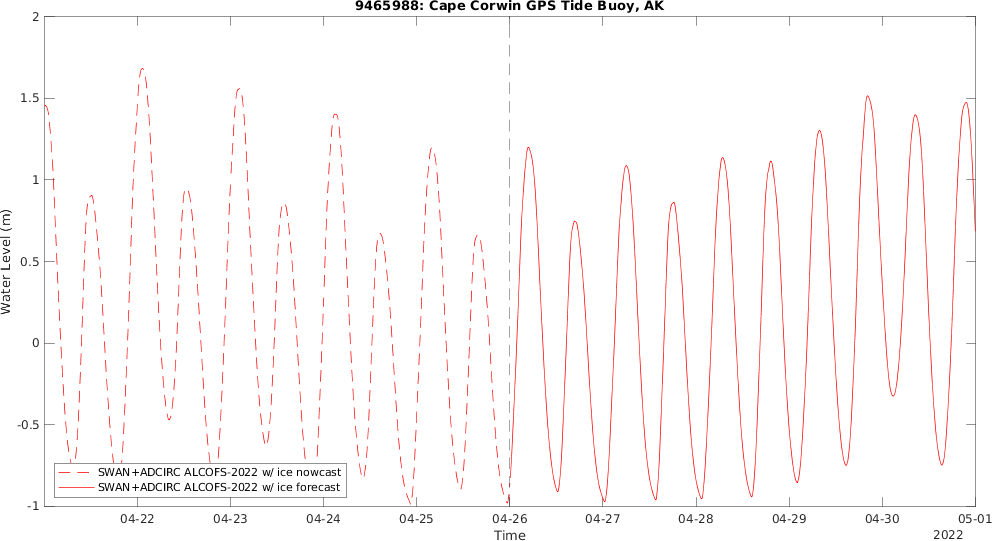 9465988: Cape Corwin GPS Tide Buoy, AK
Water Level (m)
2
1.5
1
0.5
0
-0.5
-1
SWAN+ADCIRC ALCOFS-2022 w/ ice nowcast
SWAN+ADCIRC ALCOFS-2022 w/ ice forecast
04-22 04-23 04-24 04-25 04-26 04-27 04-28 04-29 04-30 05-01
Time
2022